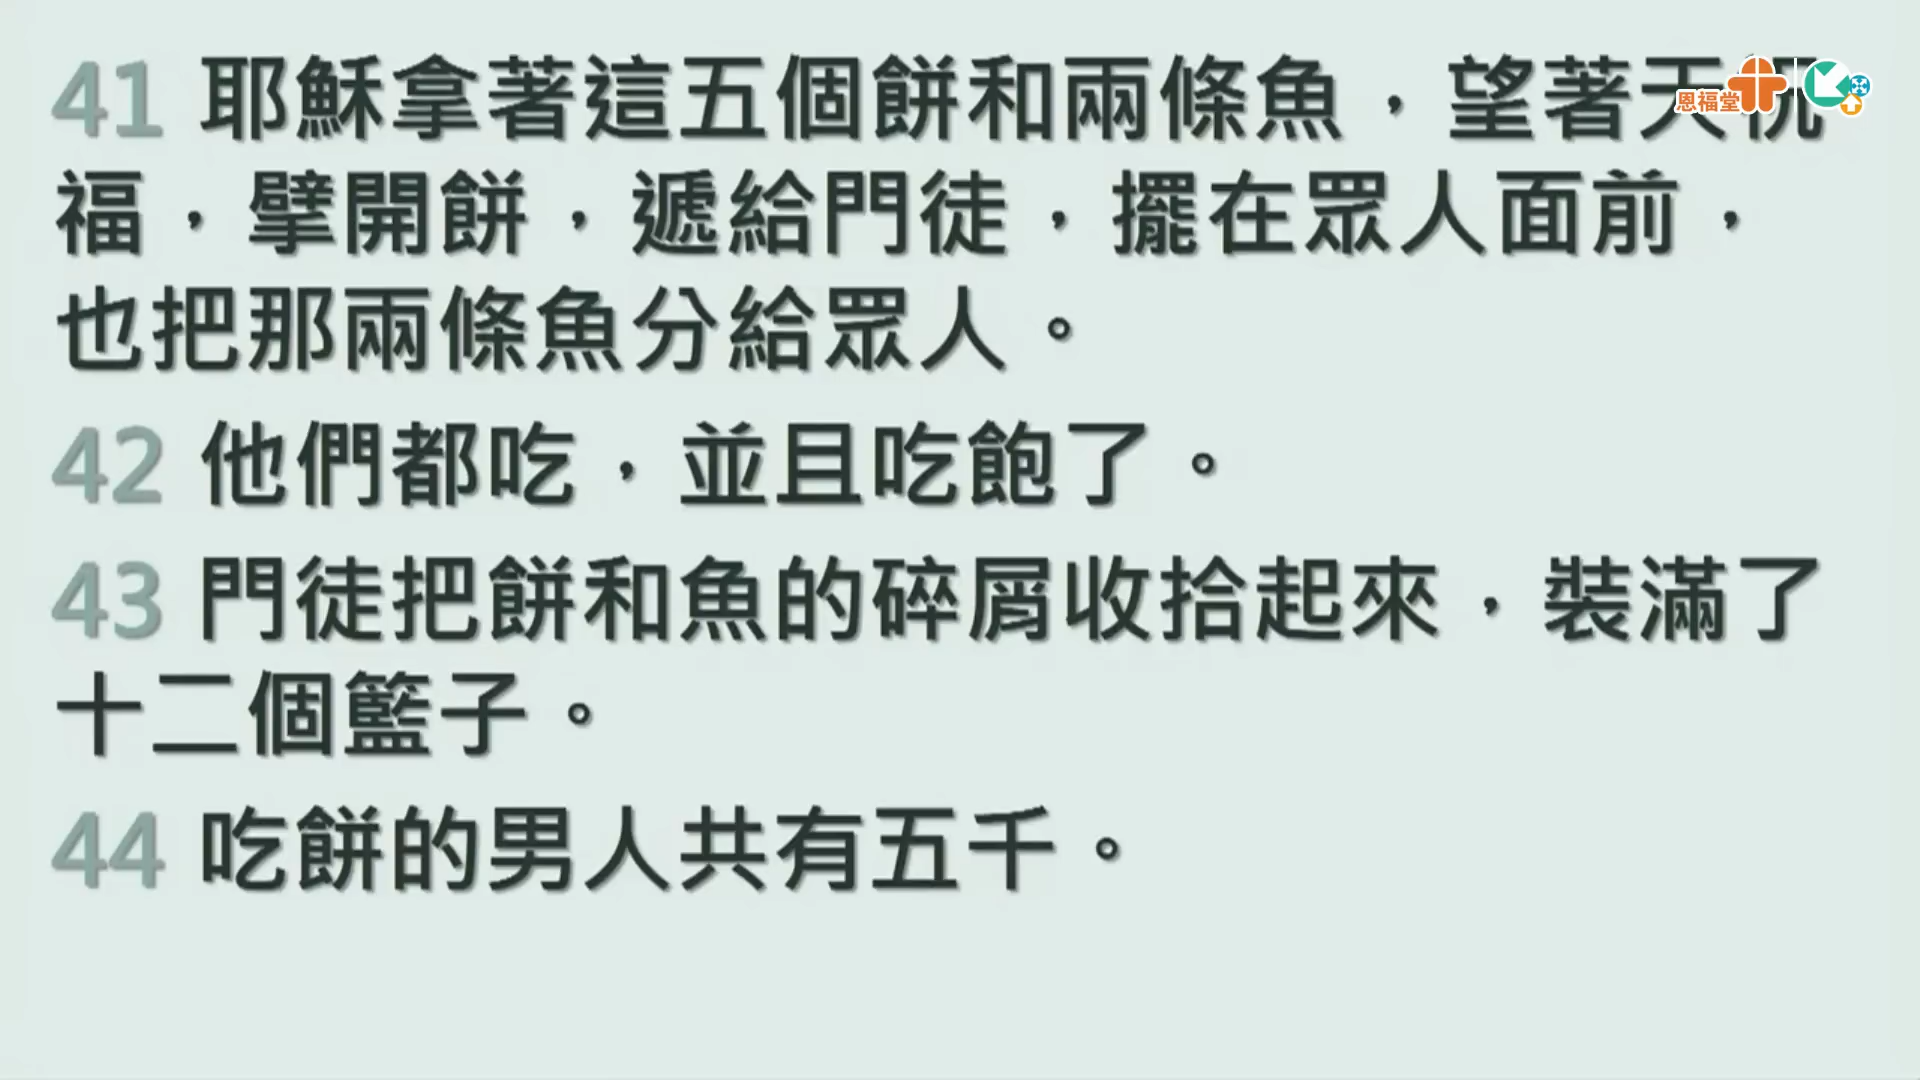 41 耶穌拿著這五個餅和兩條魚，望著天祝
福，擘開餅，遞給門徒，擺在眾人面前，
也把那兩條魚分給眾人。
42 他們都吃，並且吃飽了。
43 門徒把餅和魚的碎屑收拾起來，裝滿了
十二個籃子。
44 吃餅的男人共有五千。
恩福堂